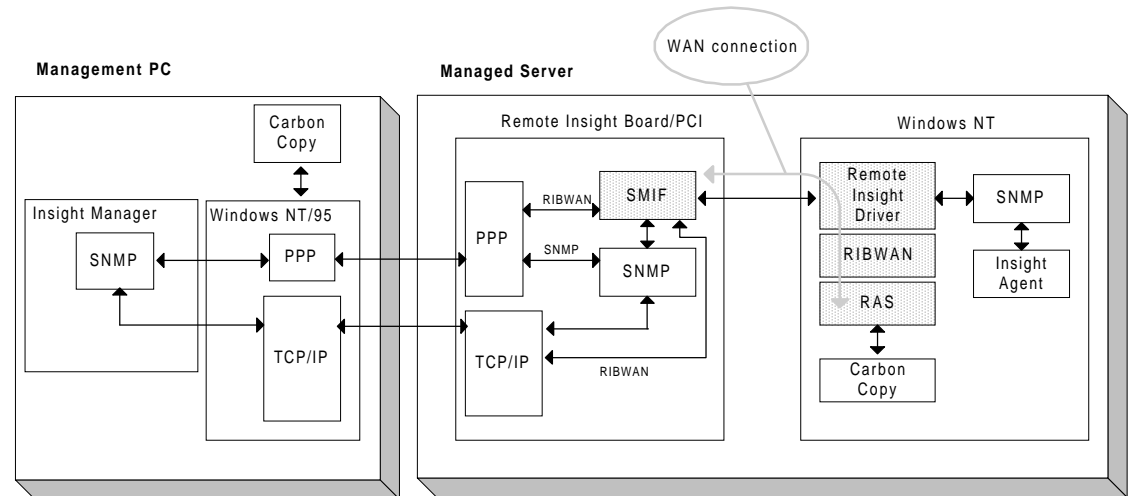 WAN connection
Management PC
Managed Server
Carbon
Copy
Remote Insight Board/PCI
Windows NT
Insight Manager
Windows NT/95
SNMP
PPP
TCP/IP
PPP
RIBWAN
SNMP
SMIF
SNMP
TCP/IP
RIBWAN
Remote
Insight
Driver
SNMP
RIBWAN
Insight
Agent
RAS
Carbon
Copy